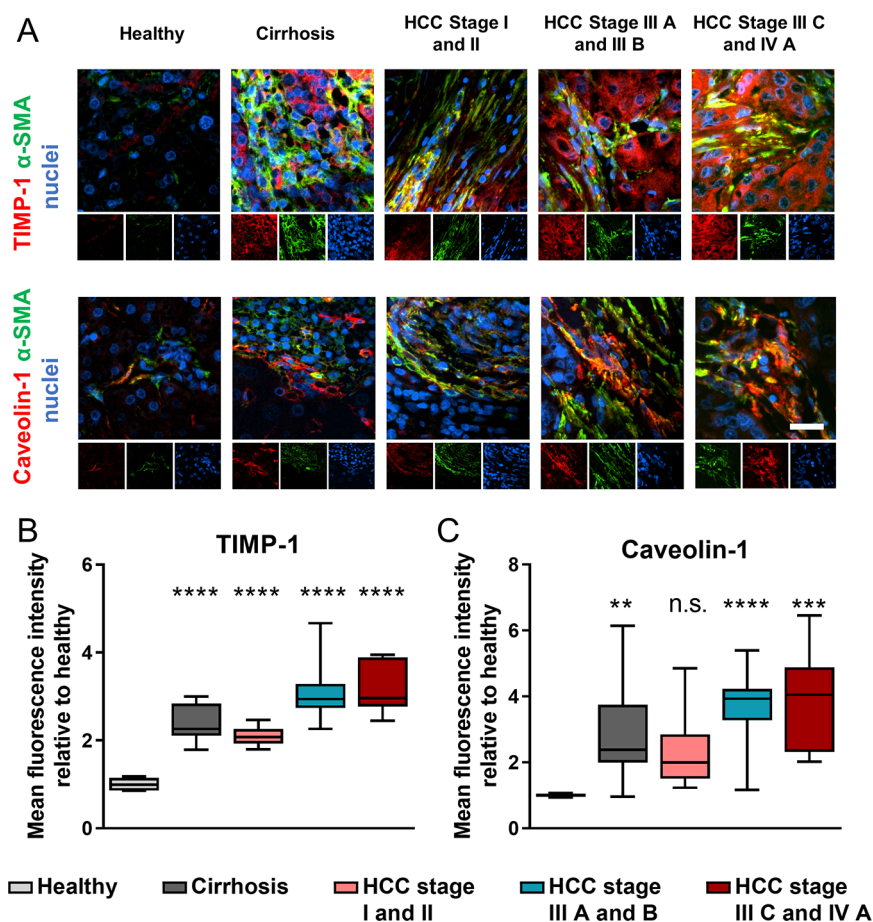 A
Healthy
Cirrhosis
HCC Stage I
and II
HCC Stage III A
and III B
HCC Stage III C
and IV A
TIMP-1 α-SMA
nuclei
Caveolin-1 α-SMA
nuclei
B
TIMP-1
Mean fluorescence intensity
relative to healthy
6
4
2
0
****
****
****
****
C
Caveolin-1
Mean fluorescence intensity
relative to healthy
8
6
4
2
0
**
n.s.
****
***
Healthy
Cirrhosis
HCC stage
I and II
HCC stage
III A and B
HCC stage
III C and IV A